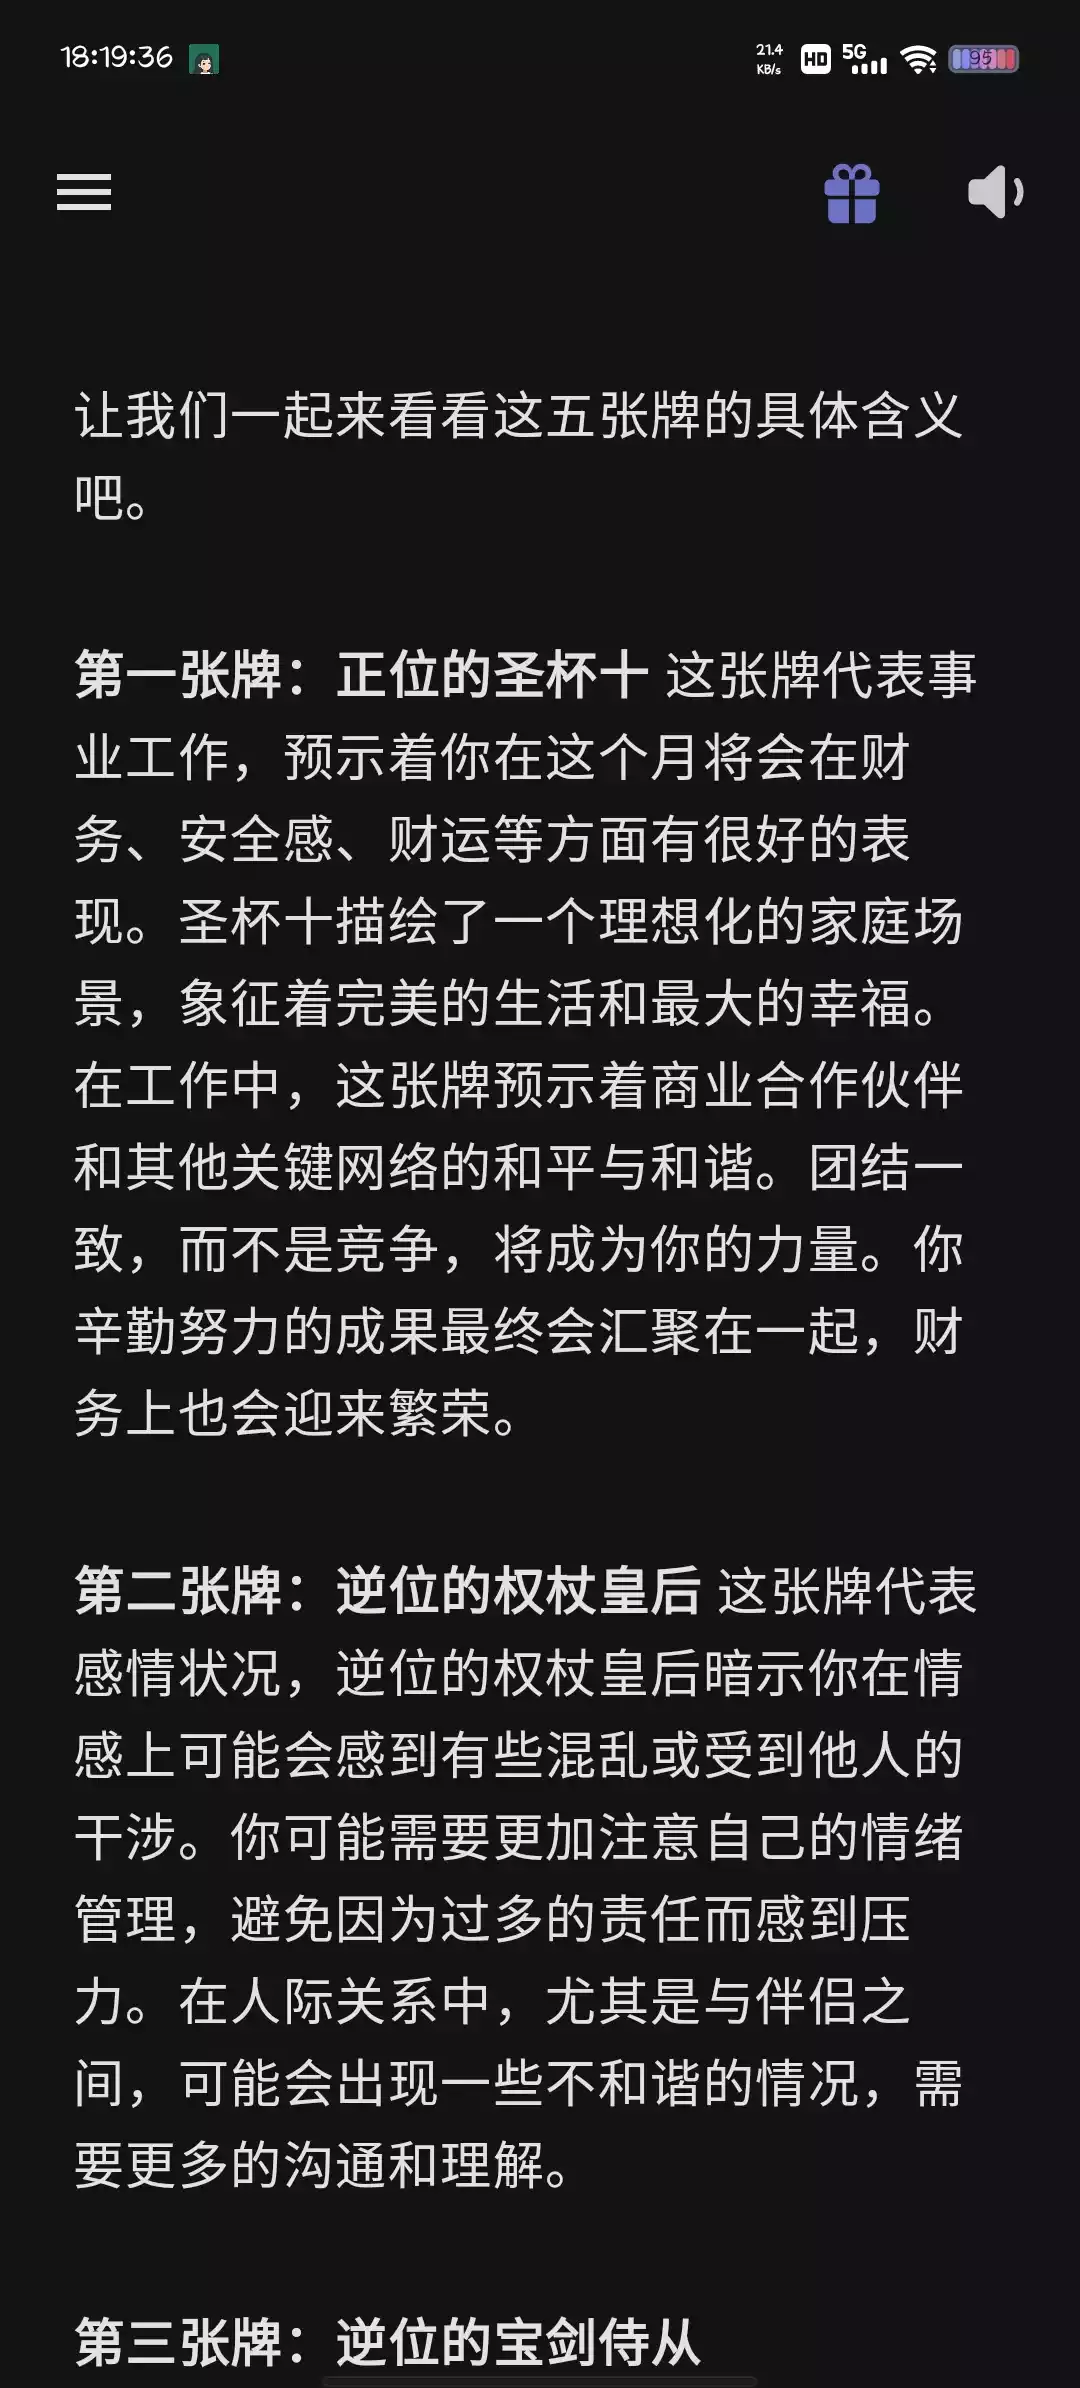 18:19:36
21.4
KB/s
HD
5G
95
让我们一起来看看这五张牌的具体含义
吧。
第一张牌：正位的圣杯十 这张牌代表事
业工作，预示着你在这个月将会在财
务、安全感、财运等方面有很好的表
现。圣杯十描绘了一个理想化的家庭场
景，象征着完美的生活和最大的幸福。
在工作中，这张牌预示着商业合作伙伴
和其他关键网络的和平与和谐。团结一
致，而不是竞争，将成为你的力量。你
辛勤努力的成果最终会汇聚在一起，财
务上也会迎来繁荣。
第二张牌：逆位的权杖皇后 这张牌代表
感情状况，逆位的权杖皇后暗示你在情
感上可能会感到有些混乱或受到他人的
干涉。你可能需要更加注意自己的情绪
管理，避免因为过多的责任而感到压
力。在人际关系中，尤其是与伴侣之
间，可能会出现一些不和谐的情况，需
要更多的沟通和理解。
第三张牌：逆位的宝剑侍从